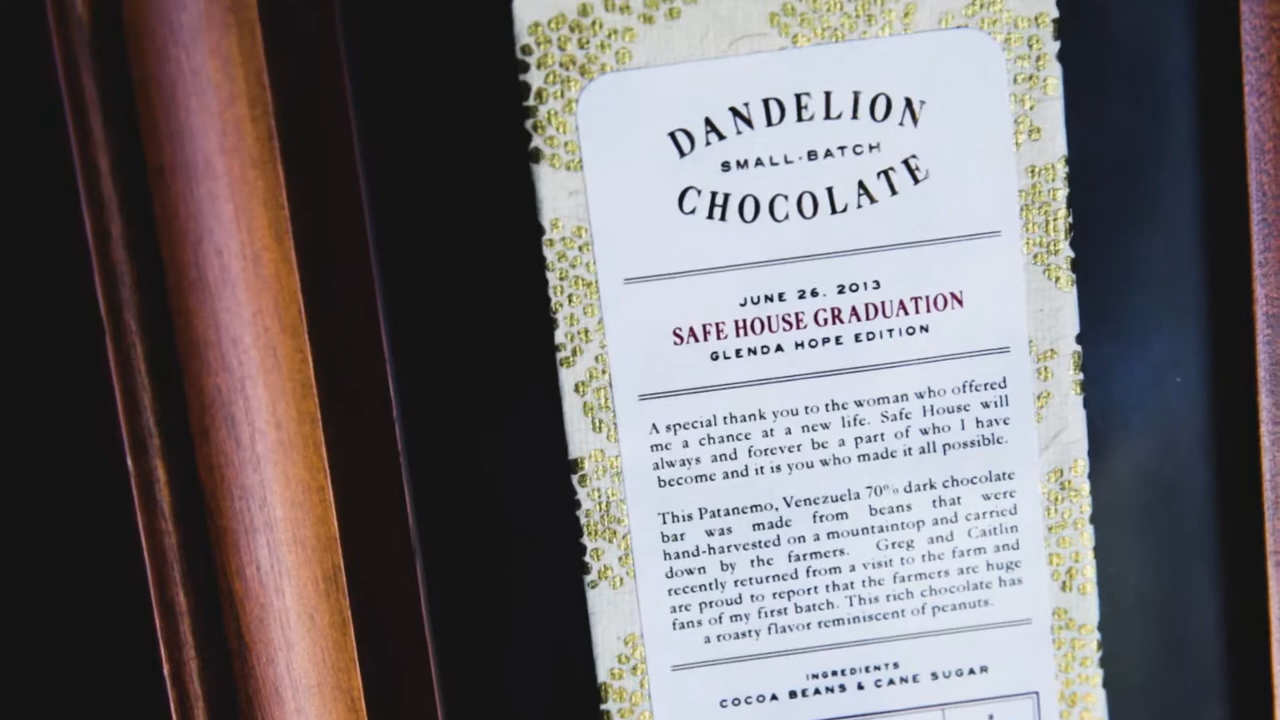 DANDELION
SMALL-BATCH
CHOCOLATE
JUNE 26. 2013
SAFE HOUSE GRADUATION
GLENDA HOPE EDITION
A special thank you to the woman who offered
me a chance at a new life. Safe House will
always and forever be a part of who I have
become and it is you who made it all possible.
This Patanemo, Venezuela 70% dark chocolate
bar was made from beans that were
hand-harvested on a mountaintop and carried
down by the farmers. Greg and Caitlin
recently returned from a visit to the farm and
are proud to report that the farmers are huge
fans of my first batch. This rich chocolate has
a roasty flavor reminiscent of peanuts.
INGREDIENTS
COCOA BEANS & CANE SUGAR